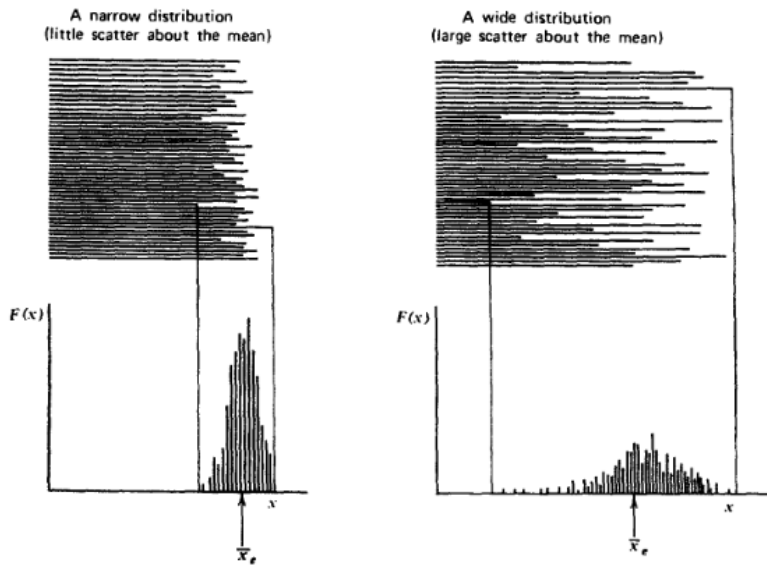 A narrow distribution
(little scatter about the mean)
A wide distribution
(large scatter about the mean)
F(x)
x
x̄e
F(x)
x
x̄e